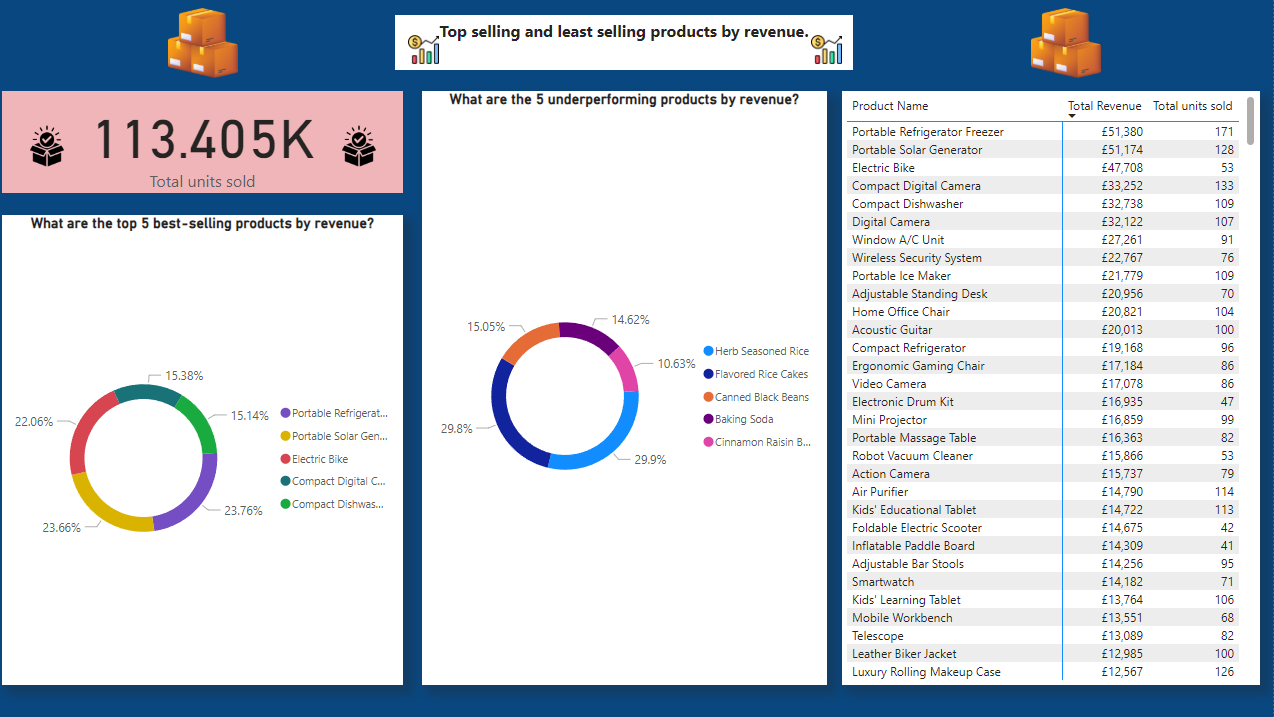 Top selling and least selling products by revenue.
113.405K
Total units sold
What are the top 5 best-selling products by revenue?
15.38%
15.14%
22.06%
23.76%
23.66%
Portable Refrigerat...
Portable Solar Gen...
Electric Bike
Compact Digital C...
Compact Dishwas...
What are the 5 underperforming products by revenue?
14.62%
15.05%
10.63%
29.8%
29.9%
Herb Seasoned Rice
Flavored Rice Cakes
Canned Black Beans
Baking Soda
Cinnamon Raisin B...
Product Name Total Revenue Total units sold
Portable Refrigerator Freezer £51,380 171
Portable Solar Generator £51,174 128
Electric Bike £47,708 53
Compact Digital Camera £33,252 133
Compact Dishwasher £32,738 109
Digital Camera £32,122 107
Window A/C Unit £27,261 91
Wireless Security System £22,767 76
Portable Ice Maker £21,779 109
Adjustable Standing Desk £20,956 70
Home Office Chair £20,821 104
Acoustic Guitar £20,013 100
Compact Refrigerator £19,168 96
Ergonomic Gaming Chair £17,184 86
Video Camera £17,078 86
Electronic Drum Kit £16,935 47
Mini Projector £16,859 99
Portable Massage Table £16,363 82
Robot Vacuum Cleaner £15,866 53
Action Camera £15,737 79
Air Purifier £14,790 114
Kids' Educational Tablet £14,722 113
Foldable Electric Scooter £14,675 42
Inflatable Paddle Board £14,309 41
Adjustable Bar Stools £14,256 95
Smartwatch £14,182 71
Kids' Learning Tablet £13,764 106
Mobile Workbench £13,551 68
Telescope £13,089 82
Leather Biker Jacket £12,985 100
Luxury Rolling Makeup Case £12,567 126